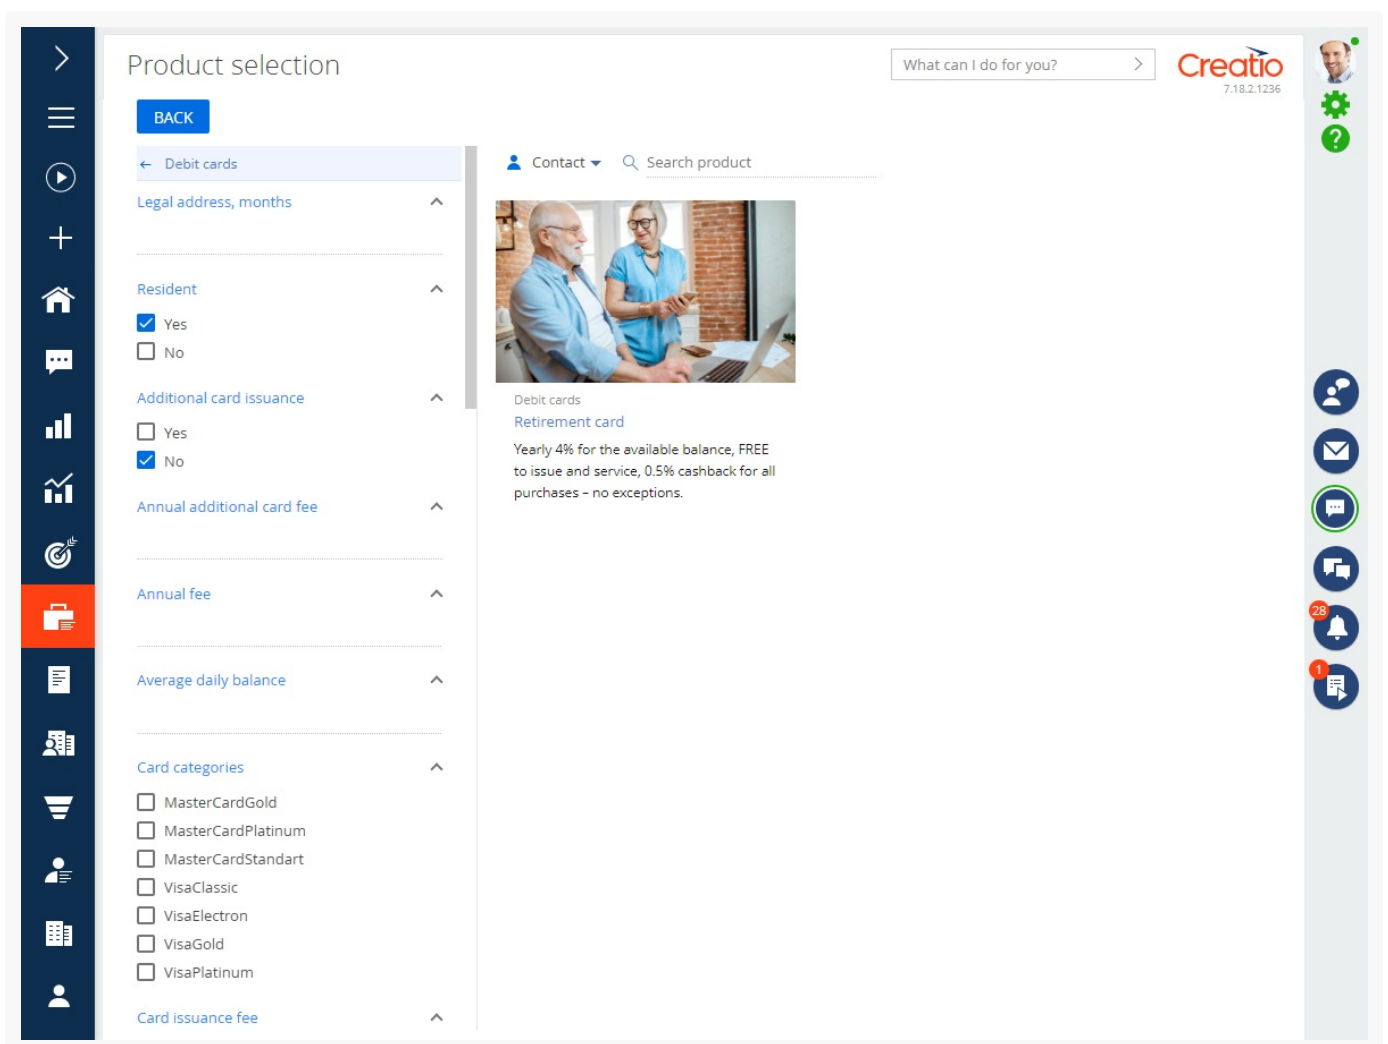 Product selection
What can I do for you?
Creatio
7.18.2.1236
BACK
← Debit cards
Contact
Search product
Legal address, months
Resident
Yes
No
Additional card issuance
Yes
No
Annual additional card fee
Annual fee
Average daily balance
Card categories
MasterCardGold
MasterCardPlatinum
MasterCardStandart
VisaClassic
VisaElectron
VisaGold
VisaPlatinum
Card issuance fee
Debit cards
Retirement card
Yearly 4% for the available balance, FREE
to issue and service, 0.5% cashback for all
purchases – no exceptions.
?
28
1